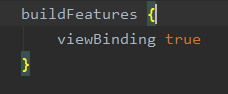 buildFeatures {
    viewBinding true
}